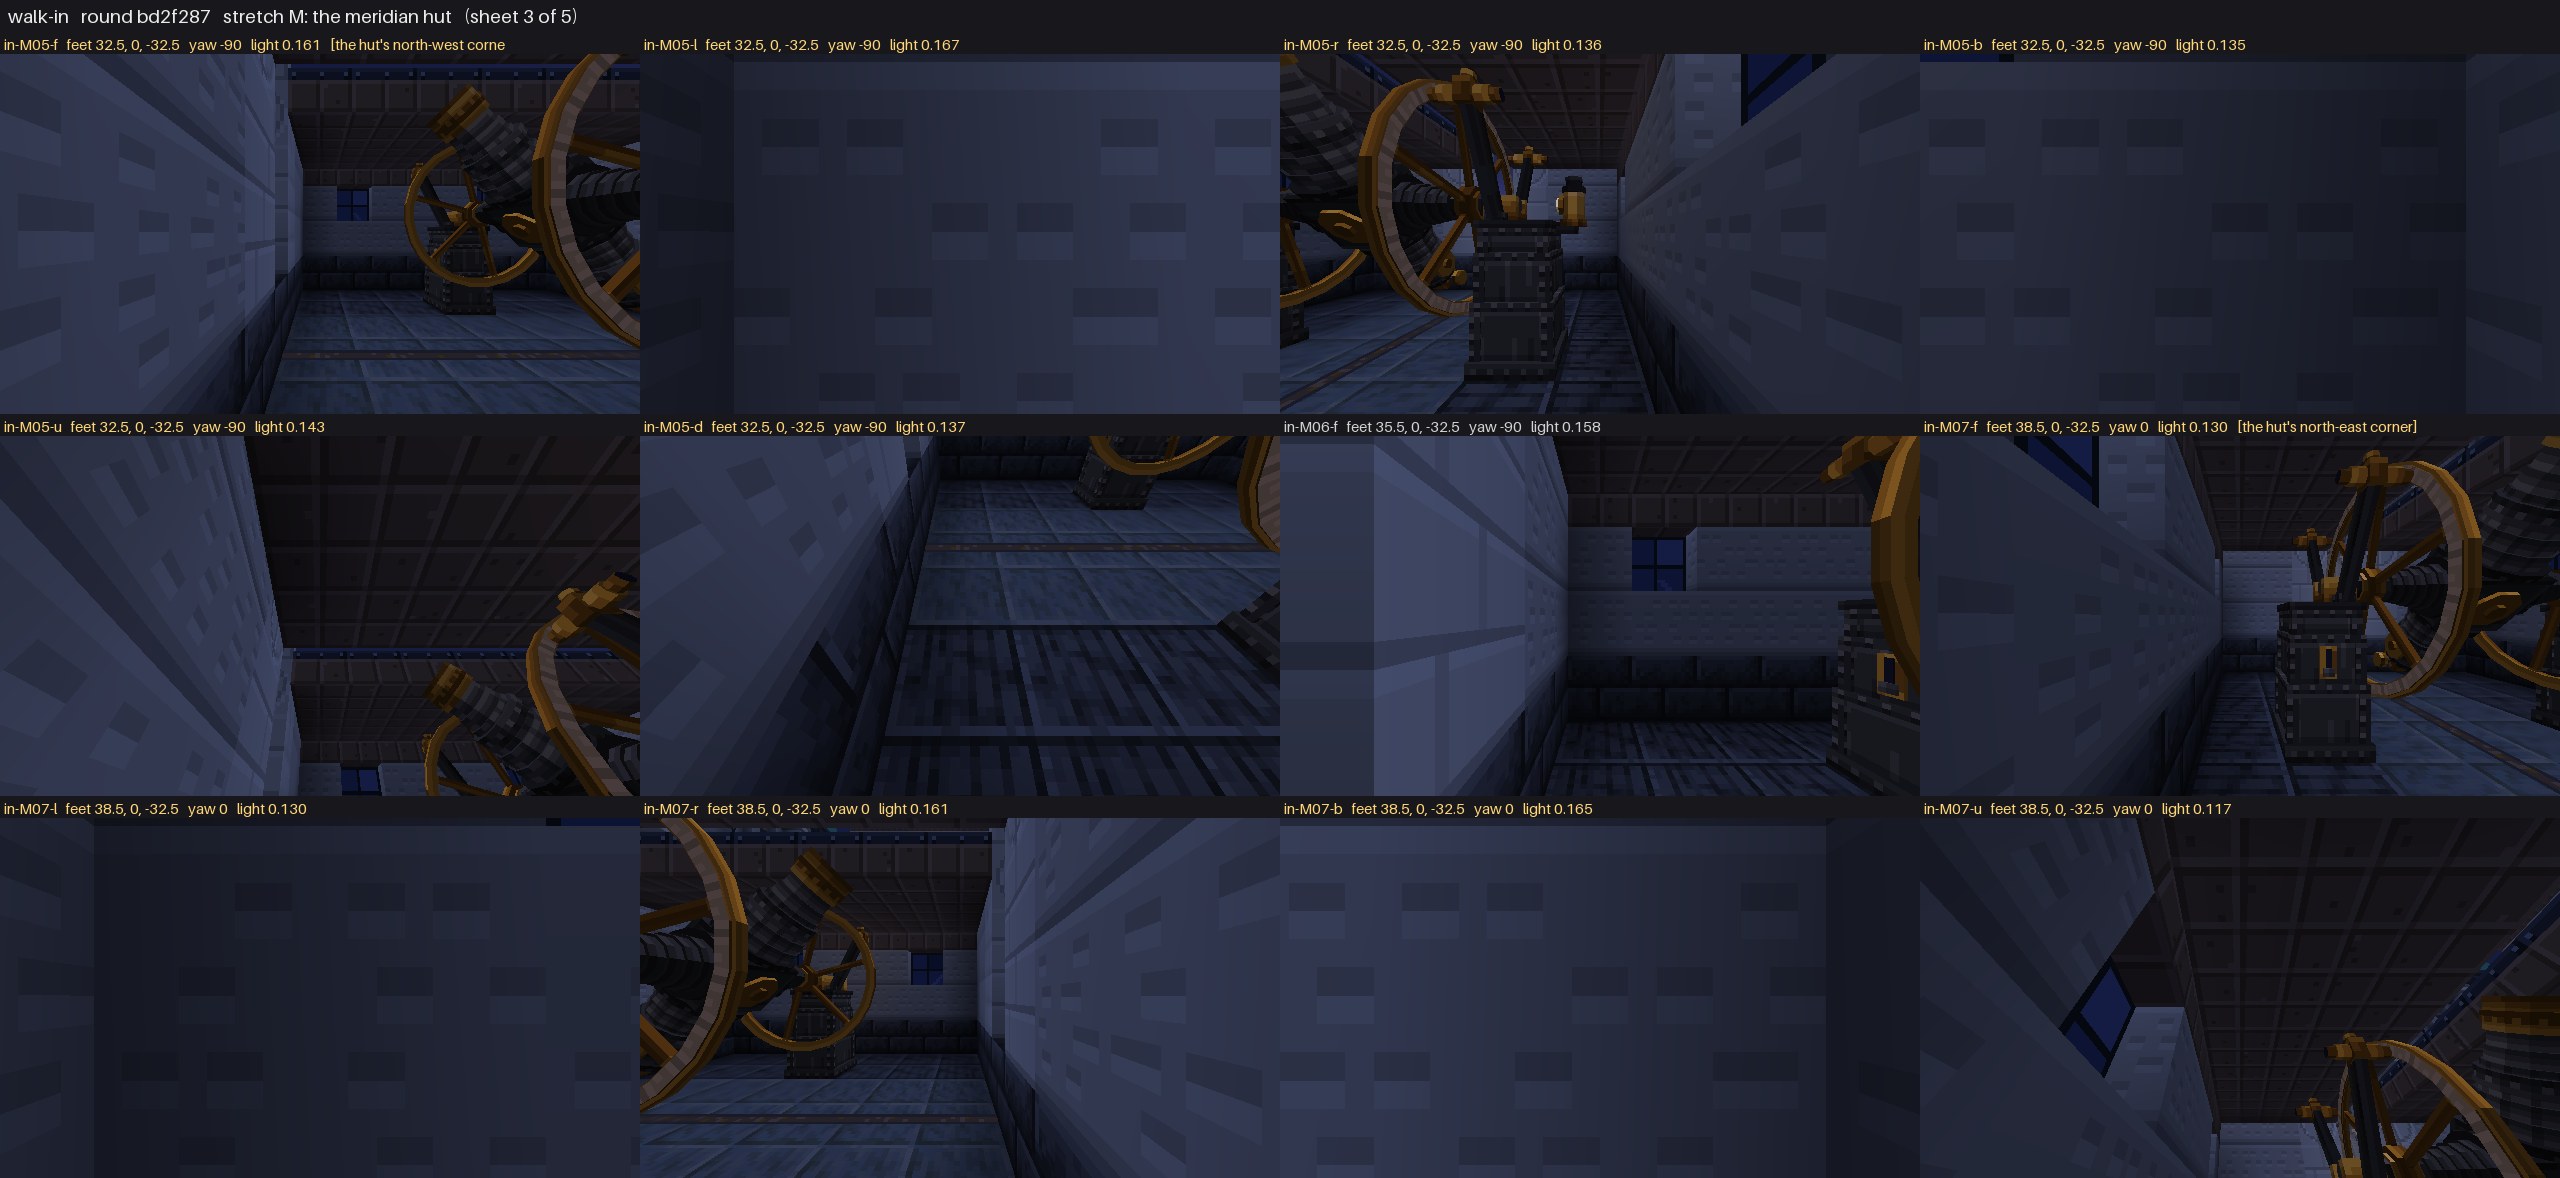 walk-in   round bd2f287   stretch M: the meridian hut   (sheet 3 of 5)
in-M05-f  feet 32.5, 0, -32.5  yaw -90  light 0.161  [the hut's north-west corne
in-M05-l  feet 32.5, 0, -32.5  yaw -90  light 0.167
in-M05-r  feet 32.5, 0, -32.5  yaw -90  light 0.136
in-M05-b  feet 32.5, 0, -32.5  yaw -90  light 0.135
in-M05-u  feet 32.5, 0, -32.5  yaw -90  light 0.143
in-M05-d  feet 32.5, 0, -32.5  yaw -90  light 0.137
in-M06-f  feet 35.5, 0, -32.5  yaw -90  light 0.158
in-M07-f  feet 38.5, 0, -32.5  yaw 0  light 0.130  [the hut's north-east corner]
in-M07-l  feet 38.5, 0, -32.5  yaw 0  light 0.130
in-M07-r  feet 38.5, 0, -32.5  yaw 0  light 0.161
in-M07-b  feet 38.5, 0, -32.5  yaw 0  light 0.165
in-M07-u  feet 38.5, 0, -32.5  yaw 0  light 0.117